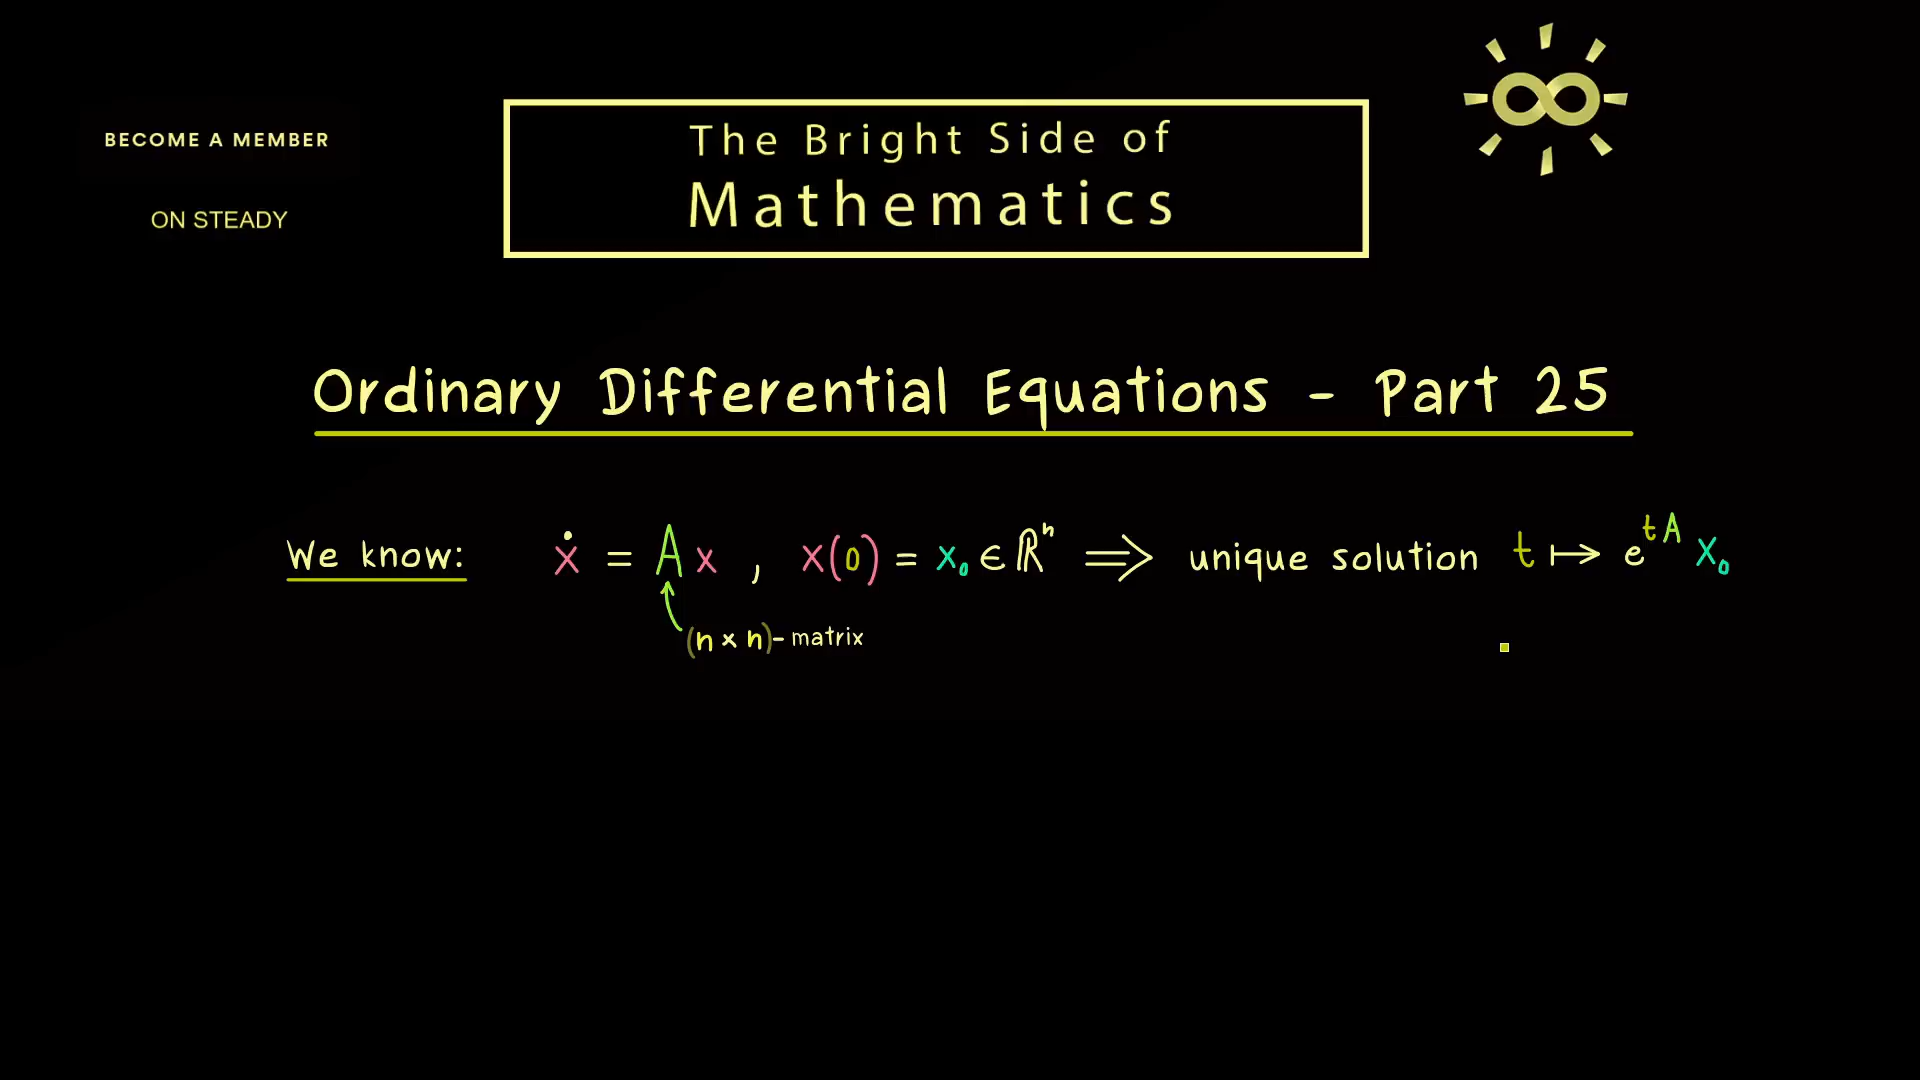 BECOME A MEMBER
ON STEADY
The Bright Side of
Mathematics
Ordinary Differential Equations - Part 25
We know: ẋ = A x , x(0) = x₀ ∈ ℝⁿ ⟹ unique solution t ↦ e^{tA} x₀
(n × n)-matrix